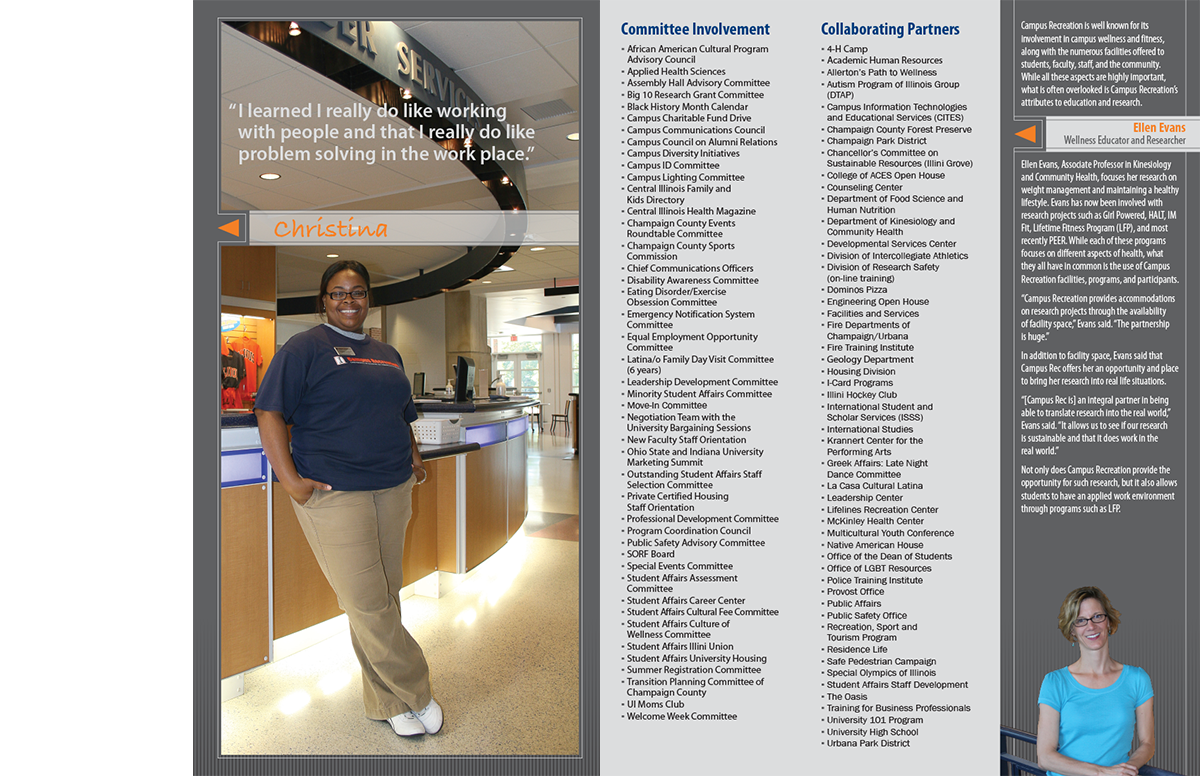 ER SERVIC
“I learned I really do like working
with people and that I really do like
problem solving in the work place.”
Christina
Committee Involvement
• African American Cultural Program
Advisory Council
• Applied Health Sciences
• Assembly Hall Advisory Committee
• Big 10 Research Grant Committee
• Black History Month Calendar
• Campus Charitable Fund Drive
• Campus Communications Council
• Campus Council on Alumni Relations
• Campus Diversity Initiatives
• Campus ID Committee
• Campus Lighting Committee
• Central Illinois Family and
Kids Directory
• Central Illinois Health Magazine
• Champaign County Events
Roundtable Committee
• Champaign County Sports
Commission
• Chief Communications Officers
• Disability Awareness Committee
• Eating Disorder/Exercise
Obsession Committee
• Emergency Notification System
Committee
• Equal Employment Opportunity
Committee
• Latina/o Family Day Visit Committee
(6 years)
• Leadership Development Committee
• Minority Student Affairs Committee
• Move-In Committee
• Negotiation Team with the
University Bargaining Sessions
• New Faculty Staff Orientation
• Ohio State and Indiana University
Marketing Summit
• Outstanding Student Affairs Staff
Selection Committee
• Private Certified Housing
Staff Orientation
• Professional Development Committee
• Program Coordination Council
• Public Safety Advisory Committee
• SORF Board
• Special Events Committee
• Student Affairs Assessment
Committee
• Student Affairs Career Center
• Student Affairs Cultural Fee Committee
• Student Affairs Culture of
Wellness Committee
• Student Affairs Illini Union
• Student Affairs University Housing
• Summer Registration Committee
• Transition Planning Committee of
Champaign County
• UI Moms Club
• Welcome Week Committee
Collaborating Partners
• 4-H Camp
• Academic Human Resources
• Allerton's Path to Wellness
• Autism Program of Illinois Group
(DTAP)
• Campus Information Technologies
and Educational Services (CITES)
• Champaign County Forest Preserve
• Champaign Park District
• Chancellor's Committee on
Sustainable Resources (Illini Grove)
• College of ACES Open House
• Counseling Center
• Department of Food Science and
Human Nutrition
• Department of Kinesiology and
Community Health
• Developmental Services Center
• Division of Intercollegiate Athletics
• Division of Research Safety
(on-line training)
• Dominos Pizza
• Engineering Open House
• Facilities and Services
• Fire Departments of
Champaign/Urbana
• Fire Training Institute
• Geology Department
• Housing Division
• I-Card Programs
• Illini Hockey Club
• International Student and
Scholar Services (ISSS)
• International Studies
• Krannert Center for the
Performing Arts
• Greek Affairs: Late Night
Dance Committee
• La Casa Cultural Latina
• Leadership Center
• Lifelines Recreation Center
• McKinley Health Center
• Multicultural Youth Conference
• Native American House
• Office of the Dean of Students
• Office of LGBT Resources
• Police Training Institute
• Provost Office
• Public Affairs
• Public Safety Office
• Recreation, Sport and
Tourism Program
• Residence Life
• Safe Pedestrian Campaign
• Special Olympics of Illinois
• Student Affairs Staff Development
• The Oasis
• Training for Business Professionals
• University 101 Program
• University High School
• Urbana Park District
Campus Recreation is well known for its
involvement in campus wellness and fitness,
along with the numerous facilities offered to
students, faculty, staff, and the community.
While all these aspects are highly important,
what is often overlooked is Campus Recreation's
attributes to education and research.
Ellen Evans
Wellness Educator and Researcher
Ellen Evans, Associate Professor in Kinesiology
and Community Health, focuses her research on
weight management and maintaining a healthy
lifestyle. Evans has now been involved with
research projects such as Girl Powered, HALT, IM
Fit, Lifetime Fitness Program (LFP), and most
recently PEER. While each of these programs
focuses on different aspects of health, what
they all have in common is the use of Campus
Recreation facilities, programs, and participants.
“Campus Recreation provides accommodations
on research projects through the availability
of facility space,” Evans said. “The partnership
is huge.”
In addition to facility space, Evans said that
Campus Rec offers her an opportunity and place
to bring her research into real life situations.
“[Campus Rec is] an integral partner in being
able to translate research into the real world,”
Evans said. “It allows us to see if our research
is sustainable and that it does work in the
real world.”
Not only does Campus Recreation provide the
opportunity for such research, but it also allows
students to have an applied work environment
through programs such as LFP.